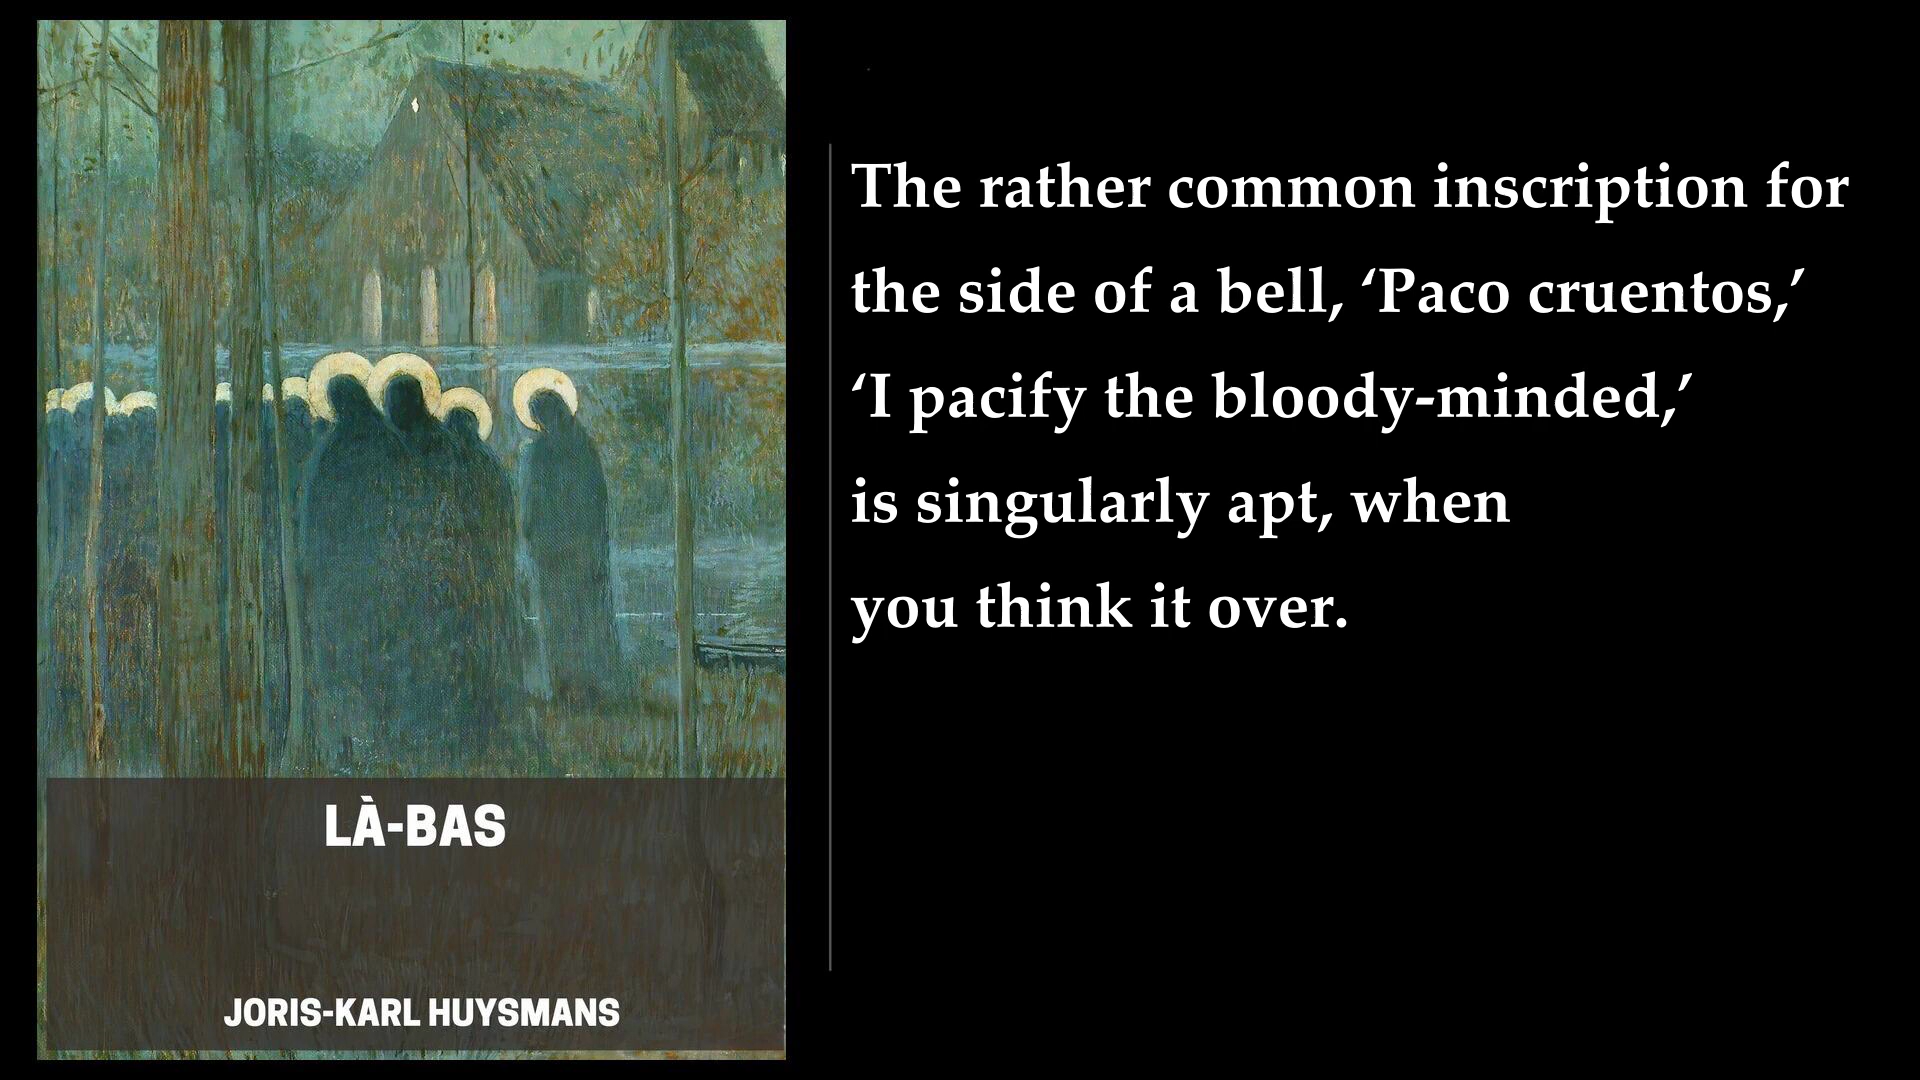 LÀ-BAS
JORIS-KARL HUYSMANS
The rather common inscription for
the side of a bell, ‘Paco cruentos,’
‘I pacify the bloody-minded,’
is singularly apt, when
you think it over.